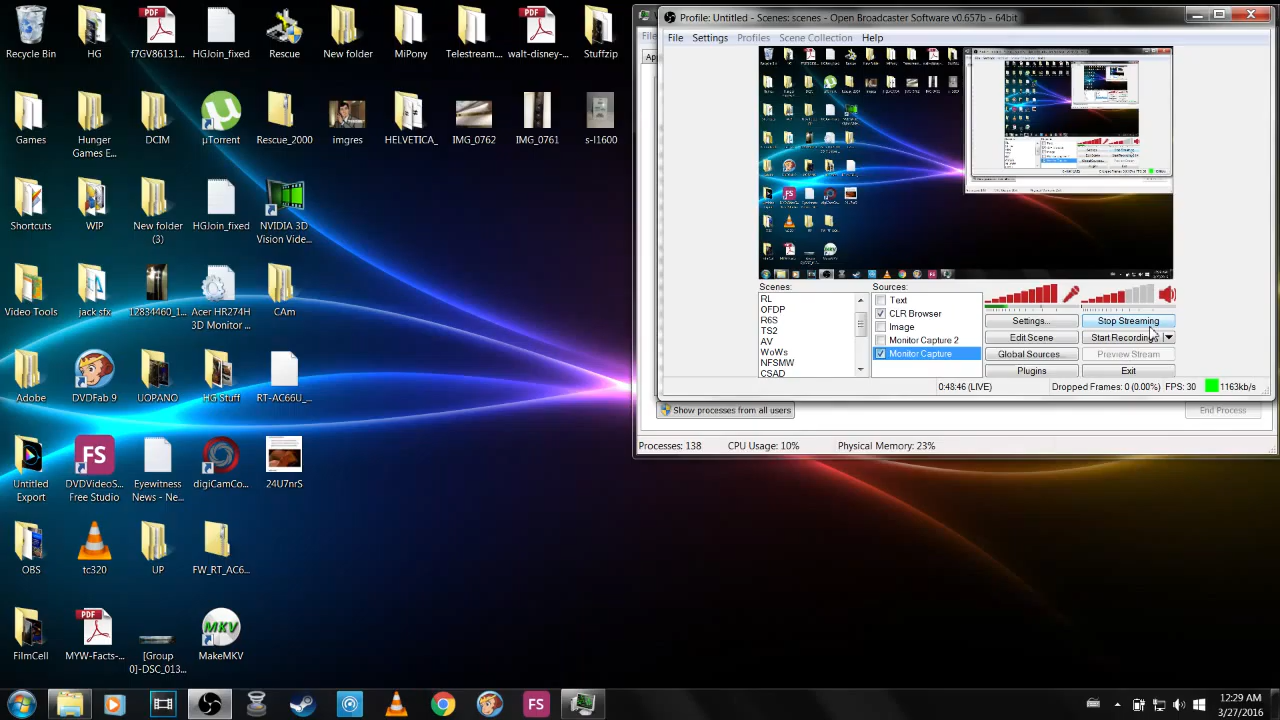 Recycle Bin
HG
f7GV86131...
HGJoin_fixed
Rescue
New folder
MiPony
Telestream...
walt-disney-...
Stuffzip
Games
Hunger Games E...
DCIM
µTorrent
Rescue_2...
imovies
HELVETICA
IMG_0762
IMG_0761
s-l1600
Shortcuts
WIP
New folder (3)
HGJoin_fixed
NVIDIA 3D Vision Vide...
Video Tools
jack sfx
12834460_1...
Acer HR274H 3D Monitor ...
CAm
Adobe
DVDFab 9
UOPANO
HG Stuff
RT-AC66U_...
Untitled Export
DVDVideoS... Free Studio
Eyewitness News - Ne...
digiCamCo...
24U7nrS
OBS
tc320
UP
FW_RT_AC6...
FilmCell
MYW-Facts-...
[Group 0]-DSC_013...
MakeMKV
Profile: Untitled - Scenes: scenes - Open Broadcaster Software v0.657b - 64bit
File Settings Profiles Scene Collection Help
Scenes:
RL
OFDP
R6S
TS2
AV
WoWs
NFSMW
CSAD
Sources:
Text
CLR Browser
Image
Monitor Capture 2
Monitor Capture
Settings...
Stop Streaming
Edit Scene
Start Recordings
Global Sources...
Preview Stream
Plugins
Exit
0:48:46 (LIVE)
Dropped Frames: 0 (0.00%)
FPS: 30
1163kb/s
Show processes from all users
End Process
Processes: 138
CPU Usage: 10%
Physical Memory: 23%
12:29 AM
3/27/2016